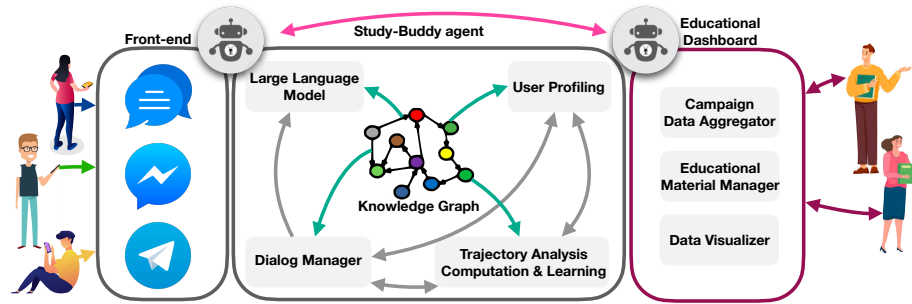 Front-end
Study-Buddy agent
Educational
Dashboard
Large Language
Model
User Profiling
Knowledge Graph
Dialog Manager
Trajectory Analysis
Computation & Learning
Campaign
Data Aggregator
Educational
Material Manager
Data Visualizer